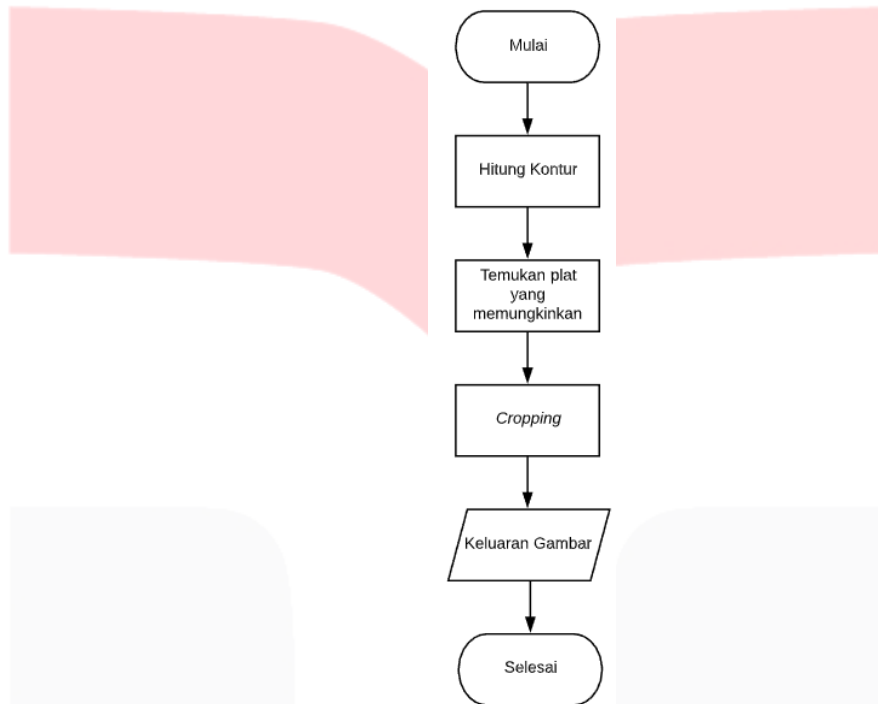 Mulai
Hitung Kontur
Temukan plat
yang
memungkinkan
Cropping
Keluaran Gambar
Selesai